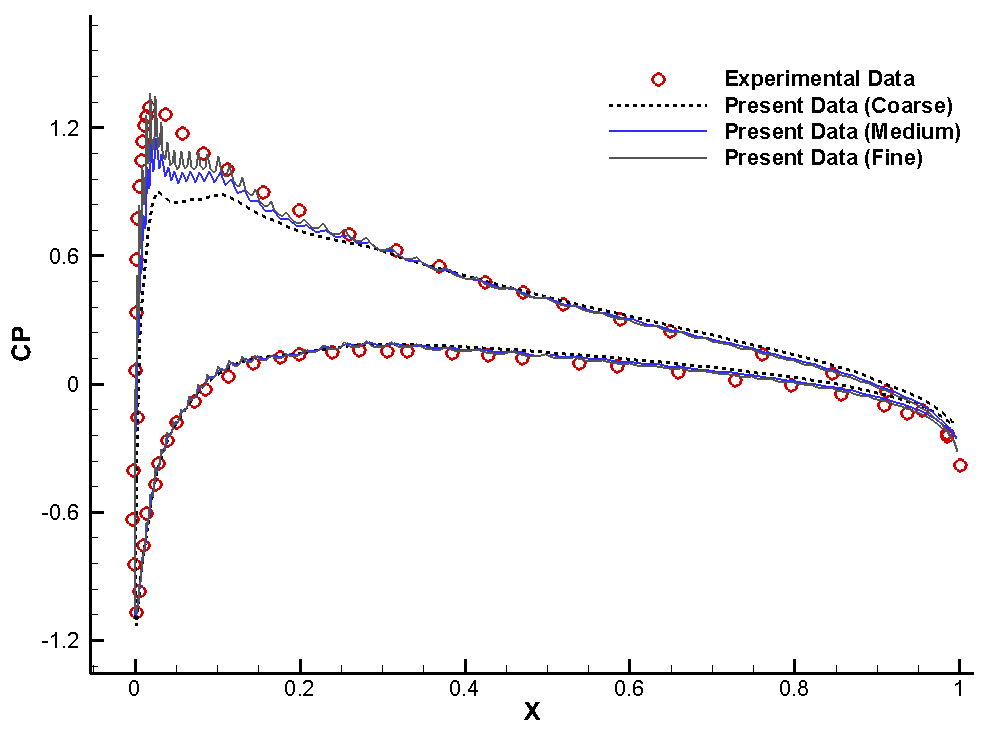 Experimental Data
Present Data (Coarse)
Present Data (Medium)
Present Data (Fine)
1.2
0.6
0
-0.6
-1.2
CP
0
0.2
0.4
0.6
0.8
1
X